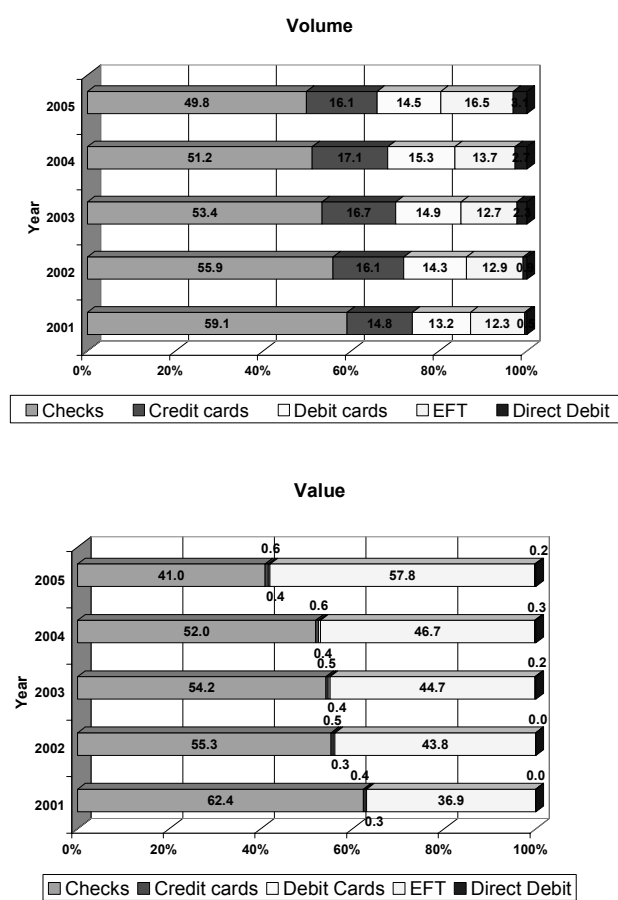 Volume
2005
49.8 16.1 14.5 16.5 3.1
2004
51.2 17.1 15.3 13.7 2.7
2003
53.4 16.7 14.9 12.7 2.3
Year
2002
55.9 16.1 14.3 12.9
2001
59.1 14.8 13.2 12.3
0% 20% 40% 60% 80% 100%
Checks Credit cards Debit cards EFT Direct Debit
Value
0.6 0.2
2005 41.0 57.8
0.4
0.6 0.3
2004 52.0 46.7
0.4
0.5 0.2
2003 54.2 44.7
0.4
Year
0.5 0.0
2002 55.3 43.8
0.3
0.4 0.0
2001 62.4 36.9
0.3
0% 20% 40% 60% 80% 100%
Checks Credit cards Debit Cards EFT Direct Debit